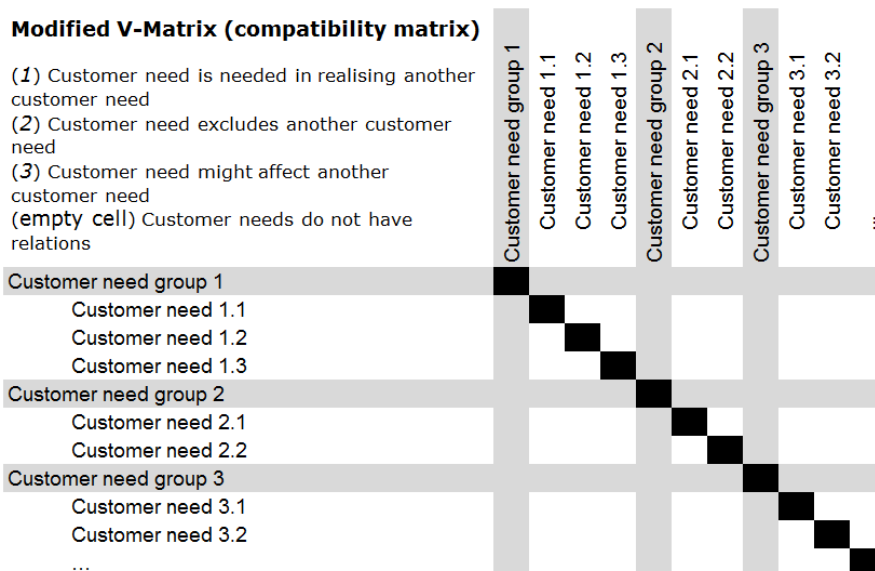 Modified V-Matrix (compatibility matrix)
(1) Customer need is needed in realising another
customer need
(2) Customer need excludes another customer
need
(3) Customer need might affect another
customer need
(empty cell) Customer needs do not have
relations
Customer need group 1
Customer need 1.1
Customer need 1.2
Customer need 1.3
Customer need group 2
Customer need 2.1
Customer need 2.2
Customer need group 3
Customer need 3.1
Customer need 3.2
...
Customer need group 1
Customer need 1.1
Customer need 1.2
Customer need 1.3
Customer need group 2
Customer need 2.1
Customer need 2.2
Customer need group 3
Customer need 3.1
Customer need 3.2
...